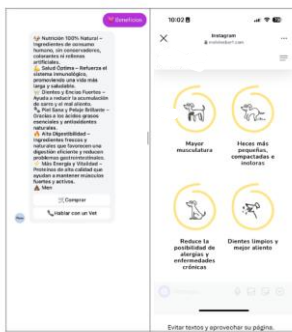 Beneficios
Nutrición 100% Natural –
Ingredientes de consumo
humano, sin conservadores,
colorantes ni rellenos
artificiales.
Salud Óptima – Refuerza el
sistema inmunológico,
promoviendo una vida más
larga y saludable.
Dientes y Encías Fuertes –
Ayuda a reducir la acumulación
de sarro y el mal aliento.
Piel Sana y Pelaje Brillante –
Gracias a los ácidos grasos
esenciales y antioxidantes
naturales.
Alta Digestibilidad –
Ingredientes frescos y
naturales que favorecen una
digestión eficiente y reducen
problemas gastrointestinales.
Más Energía y Vitalidad –
Proteínas de alta calidad que
ayudan a mantener músculos
fuertes y activos.
Men
Comprar
Hablar con un Vet
10:02
Instagram
Mayor
musculatura
Heces más
pequeñas,
compactadas e
inoloras
Reduce la
posibilidad de
alergias y
enfermedades
crónicas
Dientes limpios y
mejor aliento
Evitar textos y aprovechar su página.